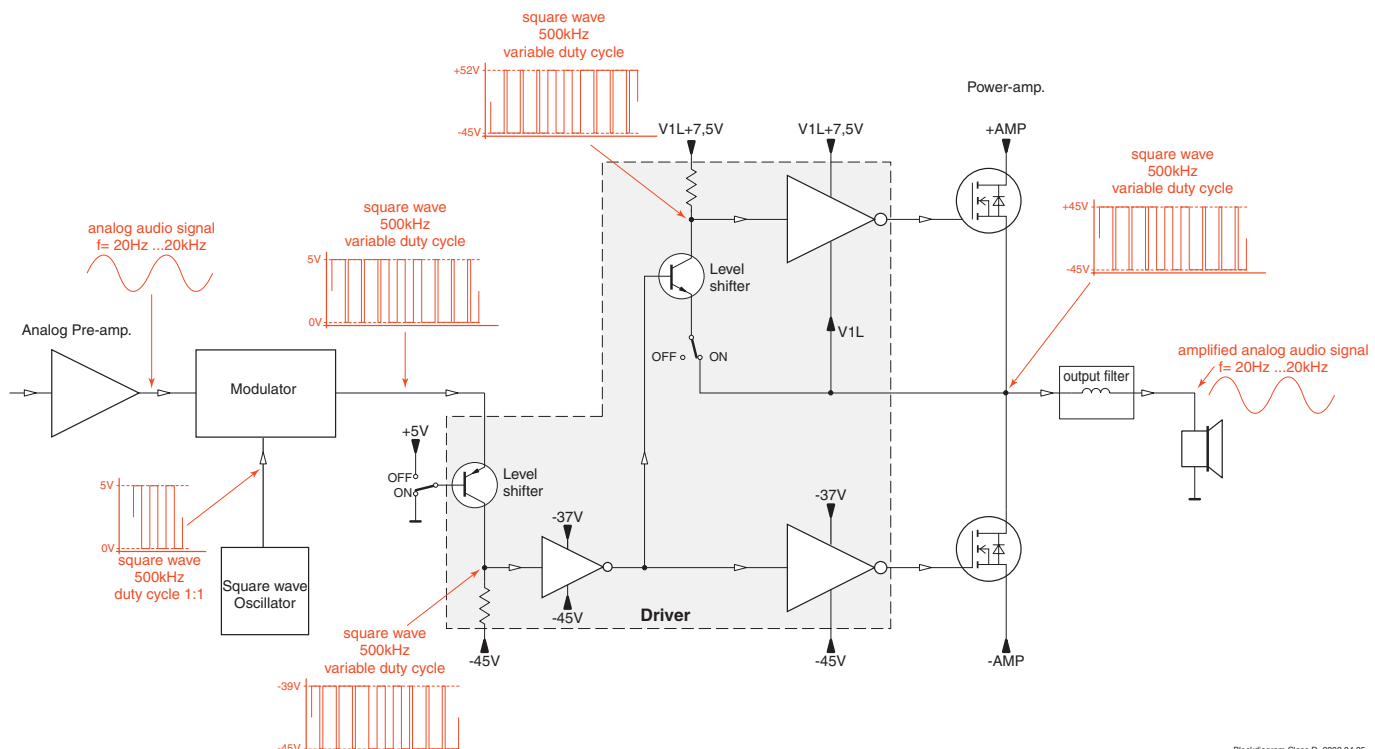 square wave
500kHz
variable duty cycle
+52V
-45V
Power-amp.
V1L+7,5V
V1L+7,5V
+AMP
square wave
500kHz
variable duty cycle
+45V
-45V
square wave
500kHz
variable duty cycle
5V
0V
analog audio signal
f= 20Hz ...20kHz
Level
shifter
Analog Pre-amp.
V1L
OFF
ON
amplified analog audio signal
f= 20Hz ...20kHz
output filter
Modulator
+5V
OFF
ON
Level
shifter
5V
0V
square wave
500kHz
duty cycle 1:1
Square wave
Oscillator
-37V
-37V
-45V
Driver
square wave
500kHz
variable duty cycle
-45V
-45V
-AMP
-39V
-45V